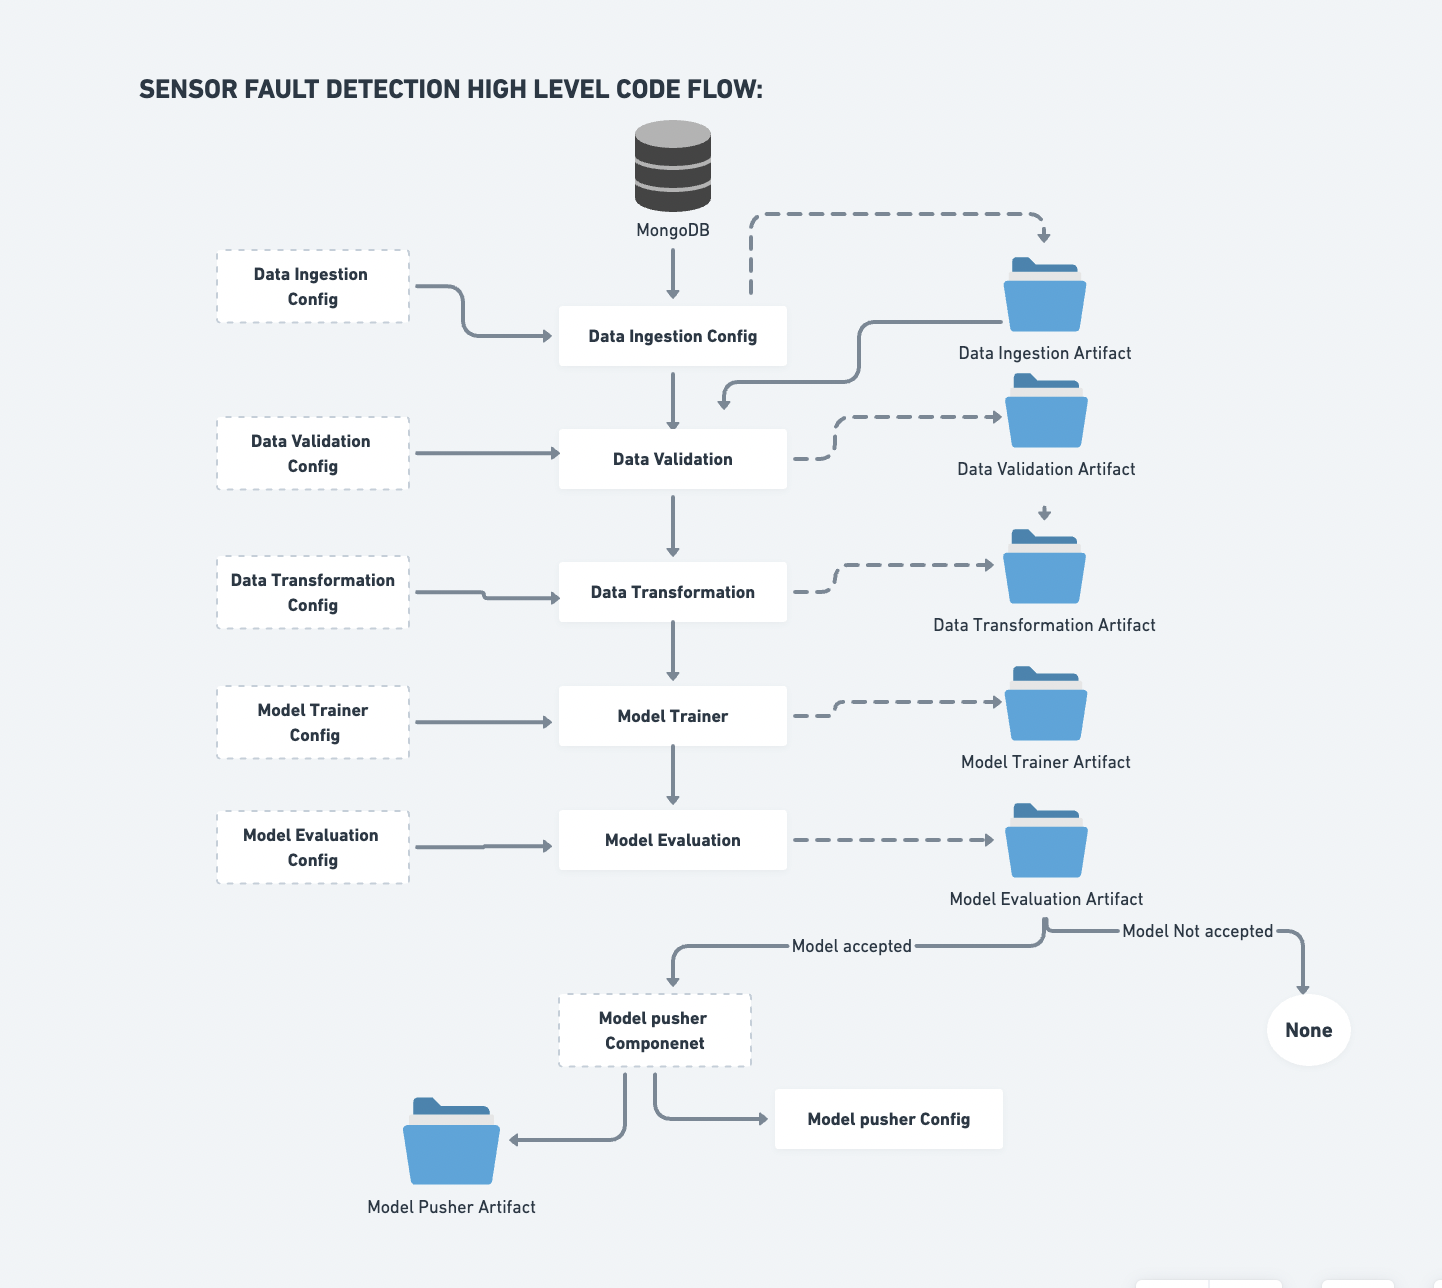 SENSOR FAULT DETECTION HIGH LEVEL CODE FLOW:
MongoDB
Data Ingestion
Config
Data Ingestion Config
Data Ingestion Artifact
Data Validation
Config
Data Validation
Data Validation Artifact
Data Transformation
Config
Data Transformation
Data Transformation Artifact
Model Trainer
Config
Model Trainer
Model Trainer Artifact
Model Evaluation
Config
Model Evaluation
Model Evaluation Artifact
Model accepted
Model Not accepted
Model pusher
Componenet
None
Model pusher Config
Model Pusher Artifact